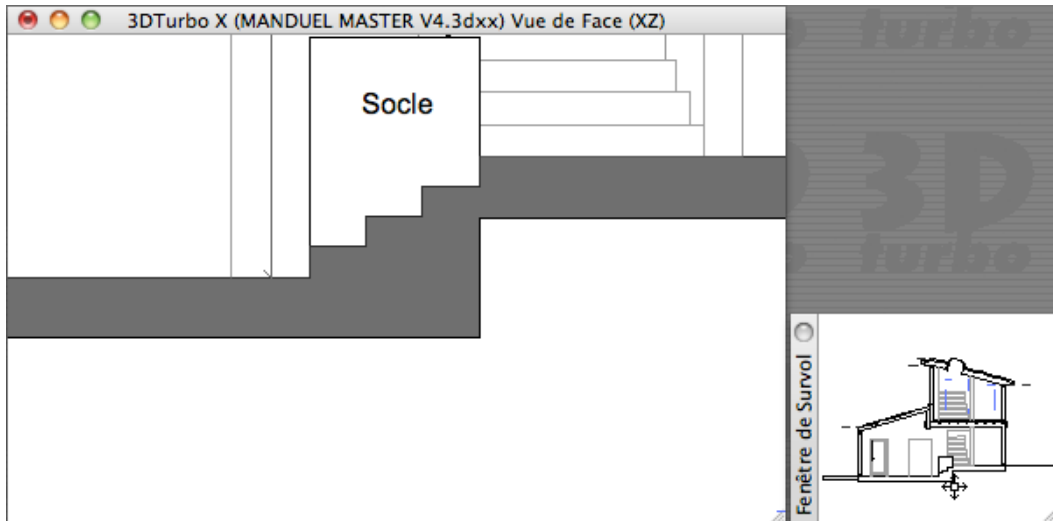 3DTurbo X (MANDUEL MASTER V4.3dxx) Vue de Face (XZ)
Socle
turbo
3D
turbo
Fenêtre de Survol